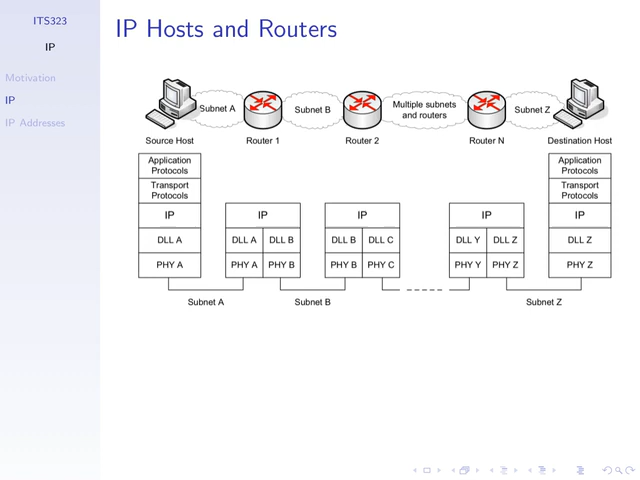 ITS323
IP
Motivation
IP
IP Addresses
IP Hosts and Routers
Subnet A
Subnet B
Multiple subnets
and routers
Subnet Z
Source Host
Router 1
Router 2
Router N
Destination Host
Application
Protocols
Application
Protocols
Transport
Protocols
Transport
Protocols
IP
IP
IP
IP
IP
DLL A
DLL A
DLL B
DLL B
DLL C
DLL Y
DLL Z
DLL Z
PHY A
PHY A
PHY B
PHY B
PHY C
PHY Y
PHY Z
PHY Z
Subnet A
Subnet B
Subnet Z